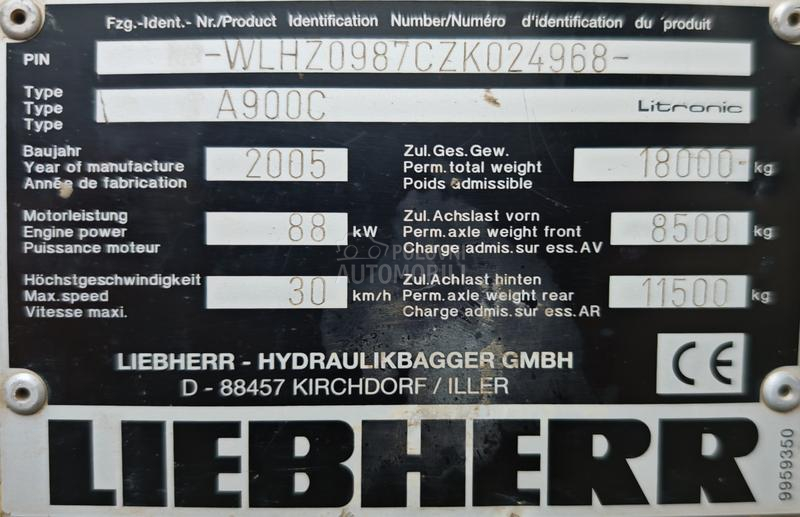 Fzg.-Ident.- Nr./Product Identification Number/Numéro d'identification du produit
PIN -WLHZ0987CZK024968-
Type
Type A900C Litronic
Type
Baujahr
Year of manufacture 2005
Année de fabrication
Zul.Ges.Gew.
Perm.total weight 18000- kg
Poids admissible
Motorleistung
Engine power 88 kW
Puissance moteur
Zul.Achslast vorn
Perm.axle weight front 8500 kg
Charge admis.sur ess.AV
Höchstgeschwindigkeit
Max.speed 30 km/h
Vitesse maxi.
Zul.Achlast hinten
Perm.axle weight rear 11500 kg
Charge admis.sur ess.AR
POLOVNI
AUTOMOBILI
LIEBHERR - HYDRAULIKBAGGER GMBH
D - 88457 KIRCHDORF / ILLER
CE
LIEBHERR
9959350